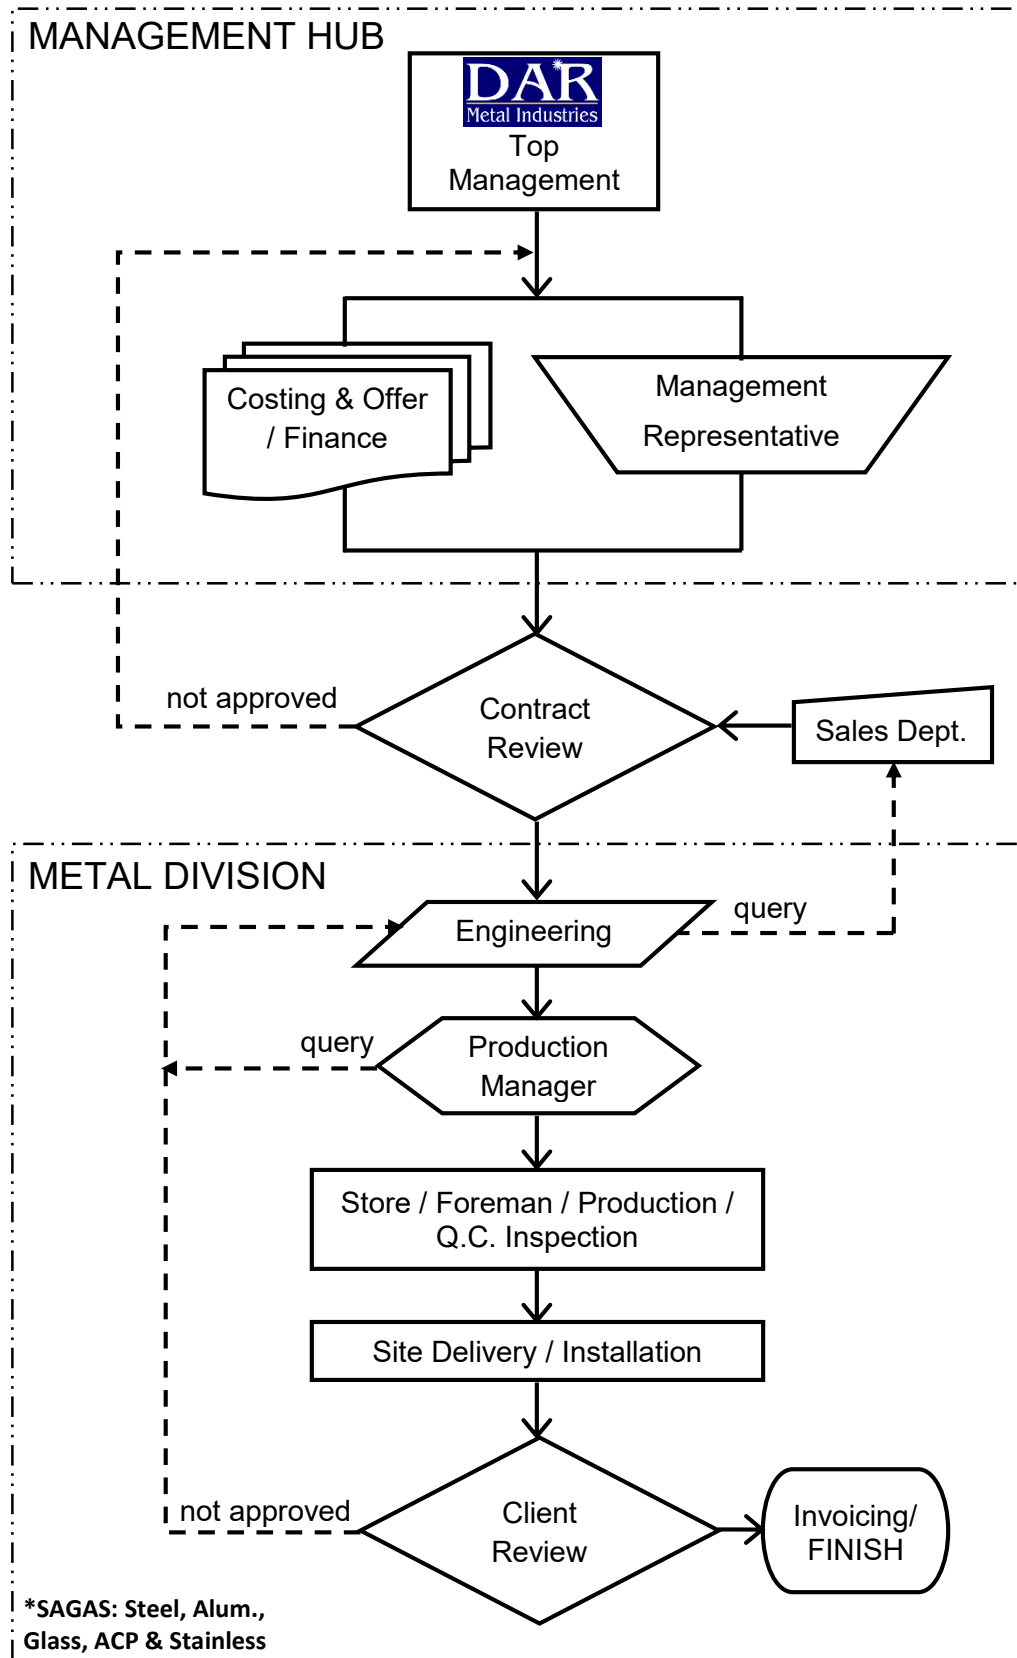 MANAGEMENT HUB
DAR
Metal Industries
Top
Management
Costing & Offer
/ Finance
Management
Representative
not approved
Contract
Review
Sales Dept.
METAL DIVISION
Engineering
query
query
Production
Manager
Store / Foreman / Production /
Q.C. Inspection
Site Delivery / Installation
not approved
Client
Review
Invoicing/
FINISH
*SAGAS: Steel, Alum.,
Glass, ACP & Stainless